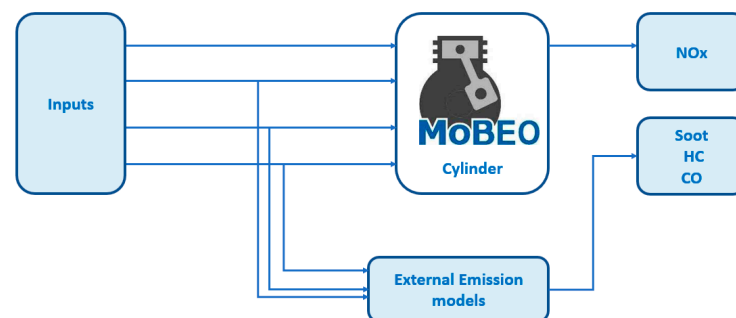 Inputs
MoBEO
Cylinder
NOx
Soot
HC
CO
External Emission
models